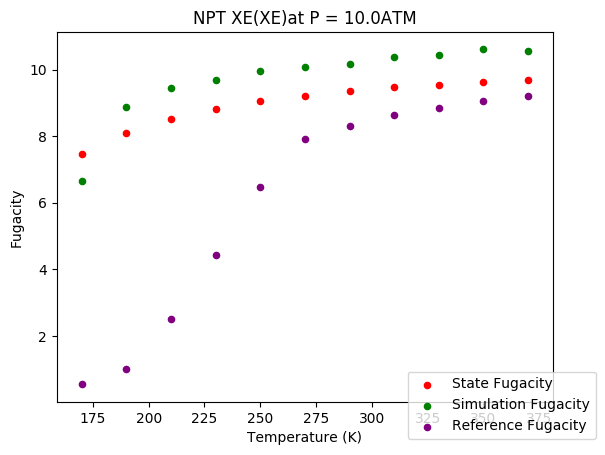 NPT XE(XE)at P = 10.0ATM
Fugacity
10
8
6
4
2
175 200 225 250 275 300 325 350 375
Temperature (K)
State Fugacity
Simulation Fugacity
Reference Fugacity